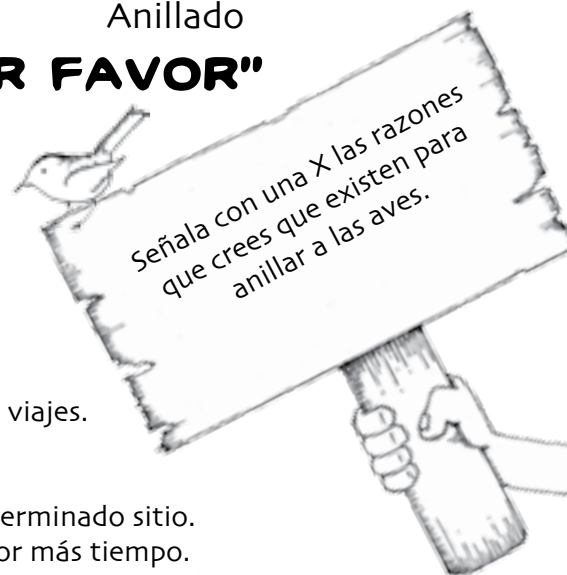 Anillado
R FAVOR"
Señala con una X las razones
que crees que existen para
anillar a las aves.
viajes.
erminado sitio.
or más tiempo.